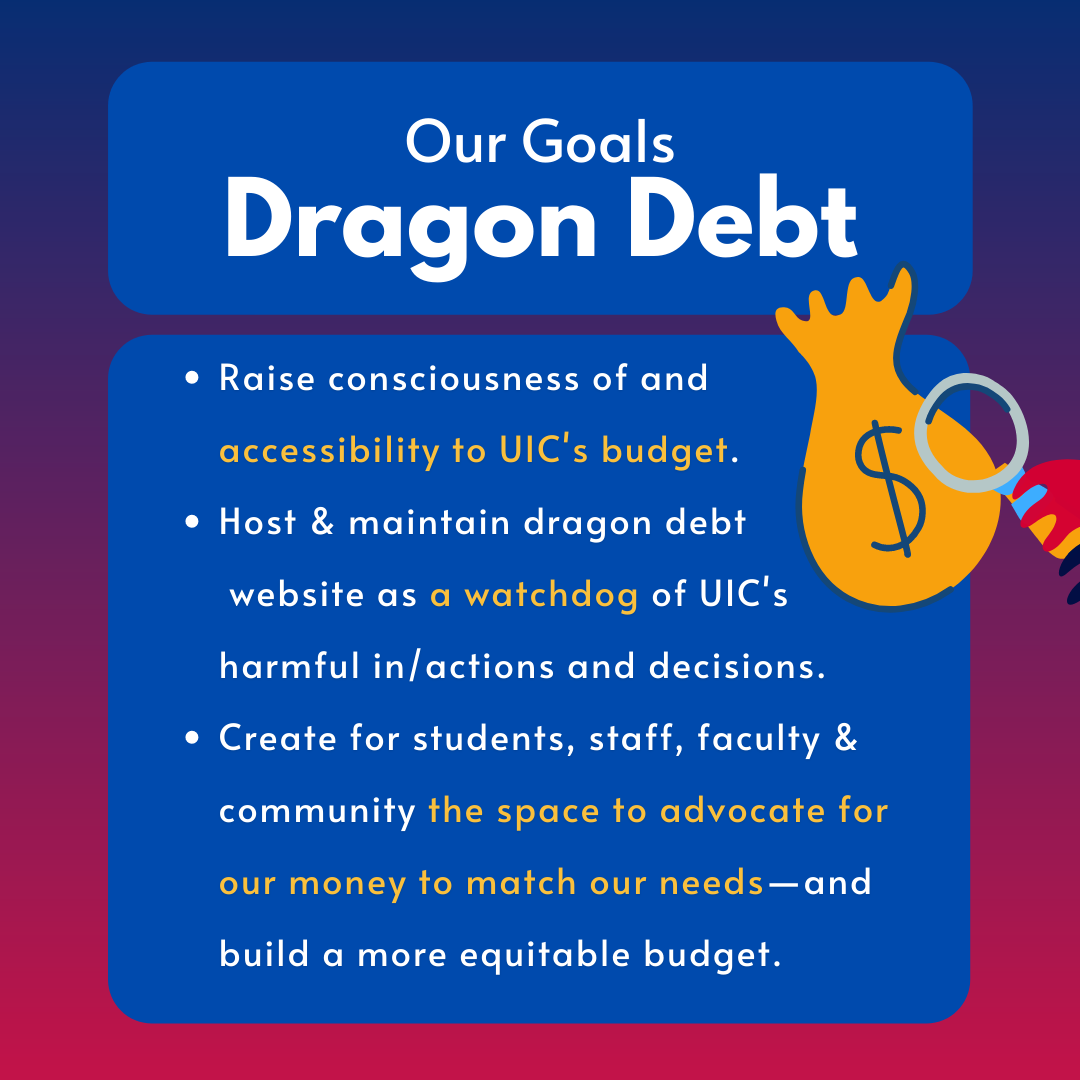 Our Goals
Dragon Debt
• Raise consciousness of and
accessibility to UIC's budget.
• Host & maintain dragon debt
website as a watchdog of UIC's
harmful in/actions and decisions.
• Create for students, staff, faculty &
community the space to advocate for
our money to match our needs—and
build a more equitable budget.
$